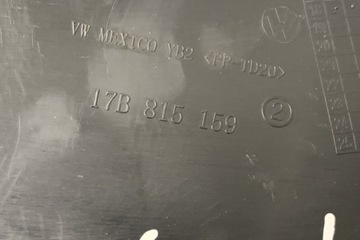 VW MEXICO YB2 <PP-TD20>
17B 815 159 2